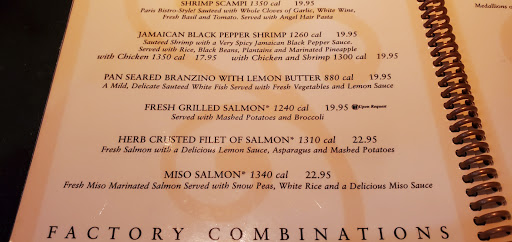 SHRIMP SCAMPI 1350 cal 19.95
Paris Bistro-Style! Sautéed with Whole Cloves of Garlic, White Wine,
Fresh Basil and Tomato. Served with Angel Hair Pasta
Medallions o
JAMAICAN BLACK PEPPER SHRIMP 1260 cal 19.95
Sautéed Shrimp with a Very Spicy Jamaican Black Pepper Sauce.
Served with Rice, Black Beans, Plantains and Marinated Pineapple
with Chicken 1350 cal 17.95 with Chicken and Shrimp 1300 cal 19.95
PAN SEARED BRANZINO WITH LEMON BUTTER 880 cal 19.95
A Mild, Delicate Sautéed White Fish Served with Fresh Vegetables and Lemon Sauce
FRESH GRILLED SALMON* 1240 cal 19.95 Upon Request
Served with Mashed Potatoes and Broccoli
HERB CRUSTED FILET OF SALMON* 1310 cal 22.95
Fresh Salmon with a Delicious Lemon Sauce, Asparagus and Mashed Potatoes
MISO SALMON* 1340 cal 22.95
Fresh Miso Marinated Salmon Served with Snow Peas, White Rice and a Delicious Miso Sauce
FACTORY COMBINATIONS